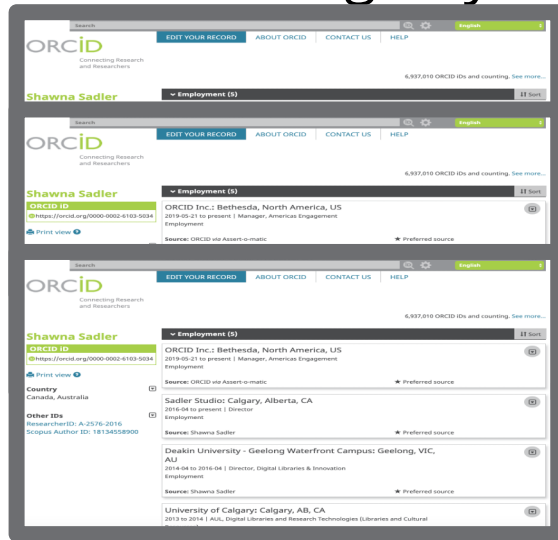 Search English
EDIT YOUR RECORD ABOUT ORCID CONTACT US HELP
ORCID
Connecting Research
and Researchers
6,937,010 ORCID iDs and counting. See more...
Shawna Sadler Employment (5) Sort
Search English
EDIT YOUR RECORD ABOUT ORCID CONTACT US HELP
ORCID
Connecting Research
and Researchers
6,937,010 ORCID iDs and counting. See more...
Shawna Sadler Employment (5) Sort
ORCID iD ORCID Inc.: Bethesda, North America, US
https://orcid.org/0000-0002-6103-5034 2019-05-21 to present | Manager, Americas Engagement
Employment
Print view
Source: ORCID via Assert-o-matic Preferred source
Search English
EDIT YOUR RECORD ABOUT ORCID CONTACT US HELP
ORCID
Connecting Research
and Researchers
6,937,010 ORCID iDs and counting. See more...
Shawna Sadler Employment (5) Sort
ORCID iD ORCID Inc.: Bethesda, North America, US
https://orcid.org/0000-0002-6103-5034 2019-05-21 to present | Manager, Americas Engagement
Employment
Print view
Source: ORCID via Assert-o-matic Preferred source
Country
Canada, Australia
Sadler Studio: Calgary, Alberta, CA
2016-04 to present | Director
Other IDs Employment
ResearcherID: A-2576-2016
Scopus Author ID: 18134558900 Source: Shawna Sadler Preferred source
Deakin University - Geelong Waterfront Campus: Geelong, VIC,
AU
2014-04 to 2016-04 | Director, Digital Libraries & Innovation
Employment
Source: Shawna Sadler Preferred source
University of Calgary: Calgary, AB, CA
2013 to 2014 | AUL, Digital Libraries and Research Technologies (Libraries and Cultural